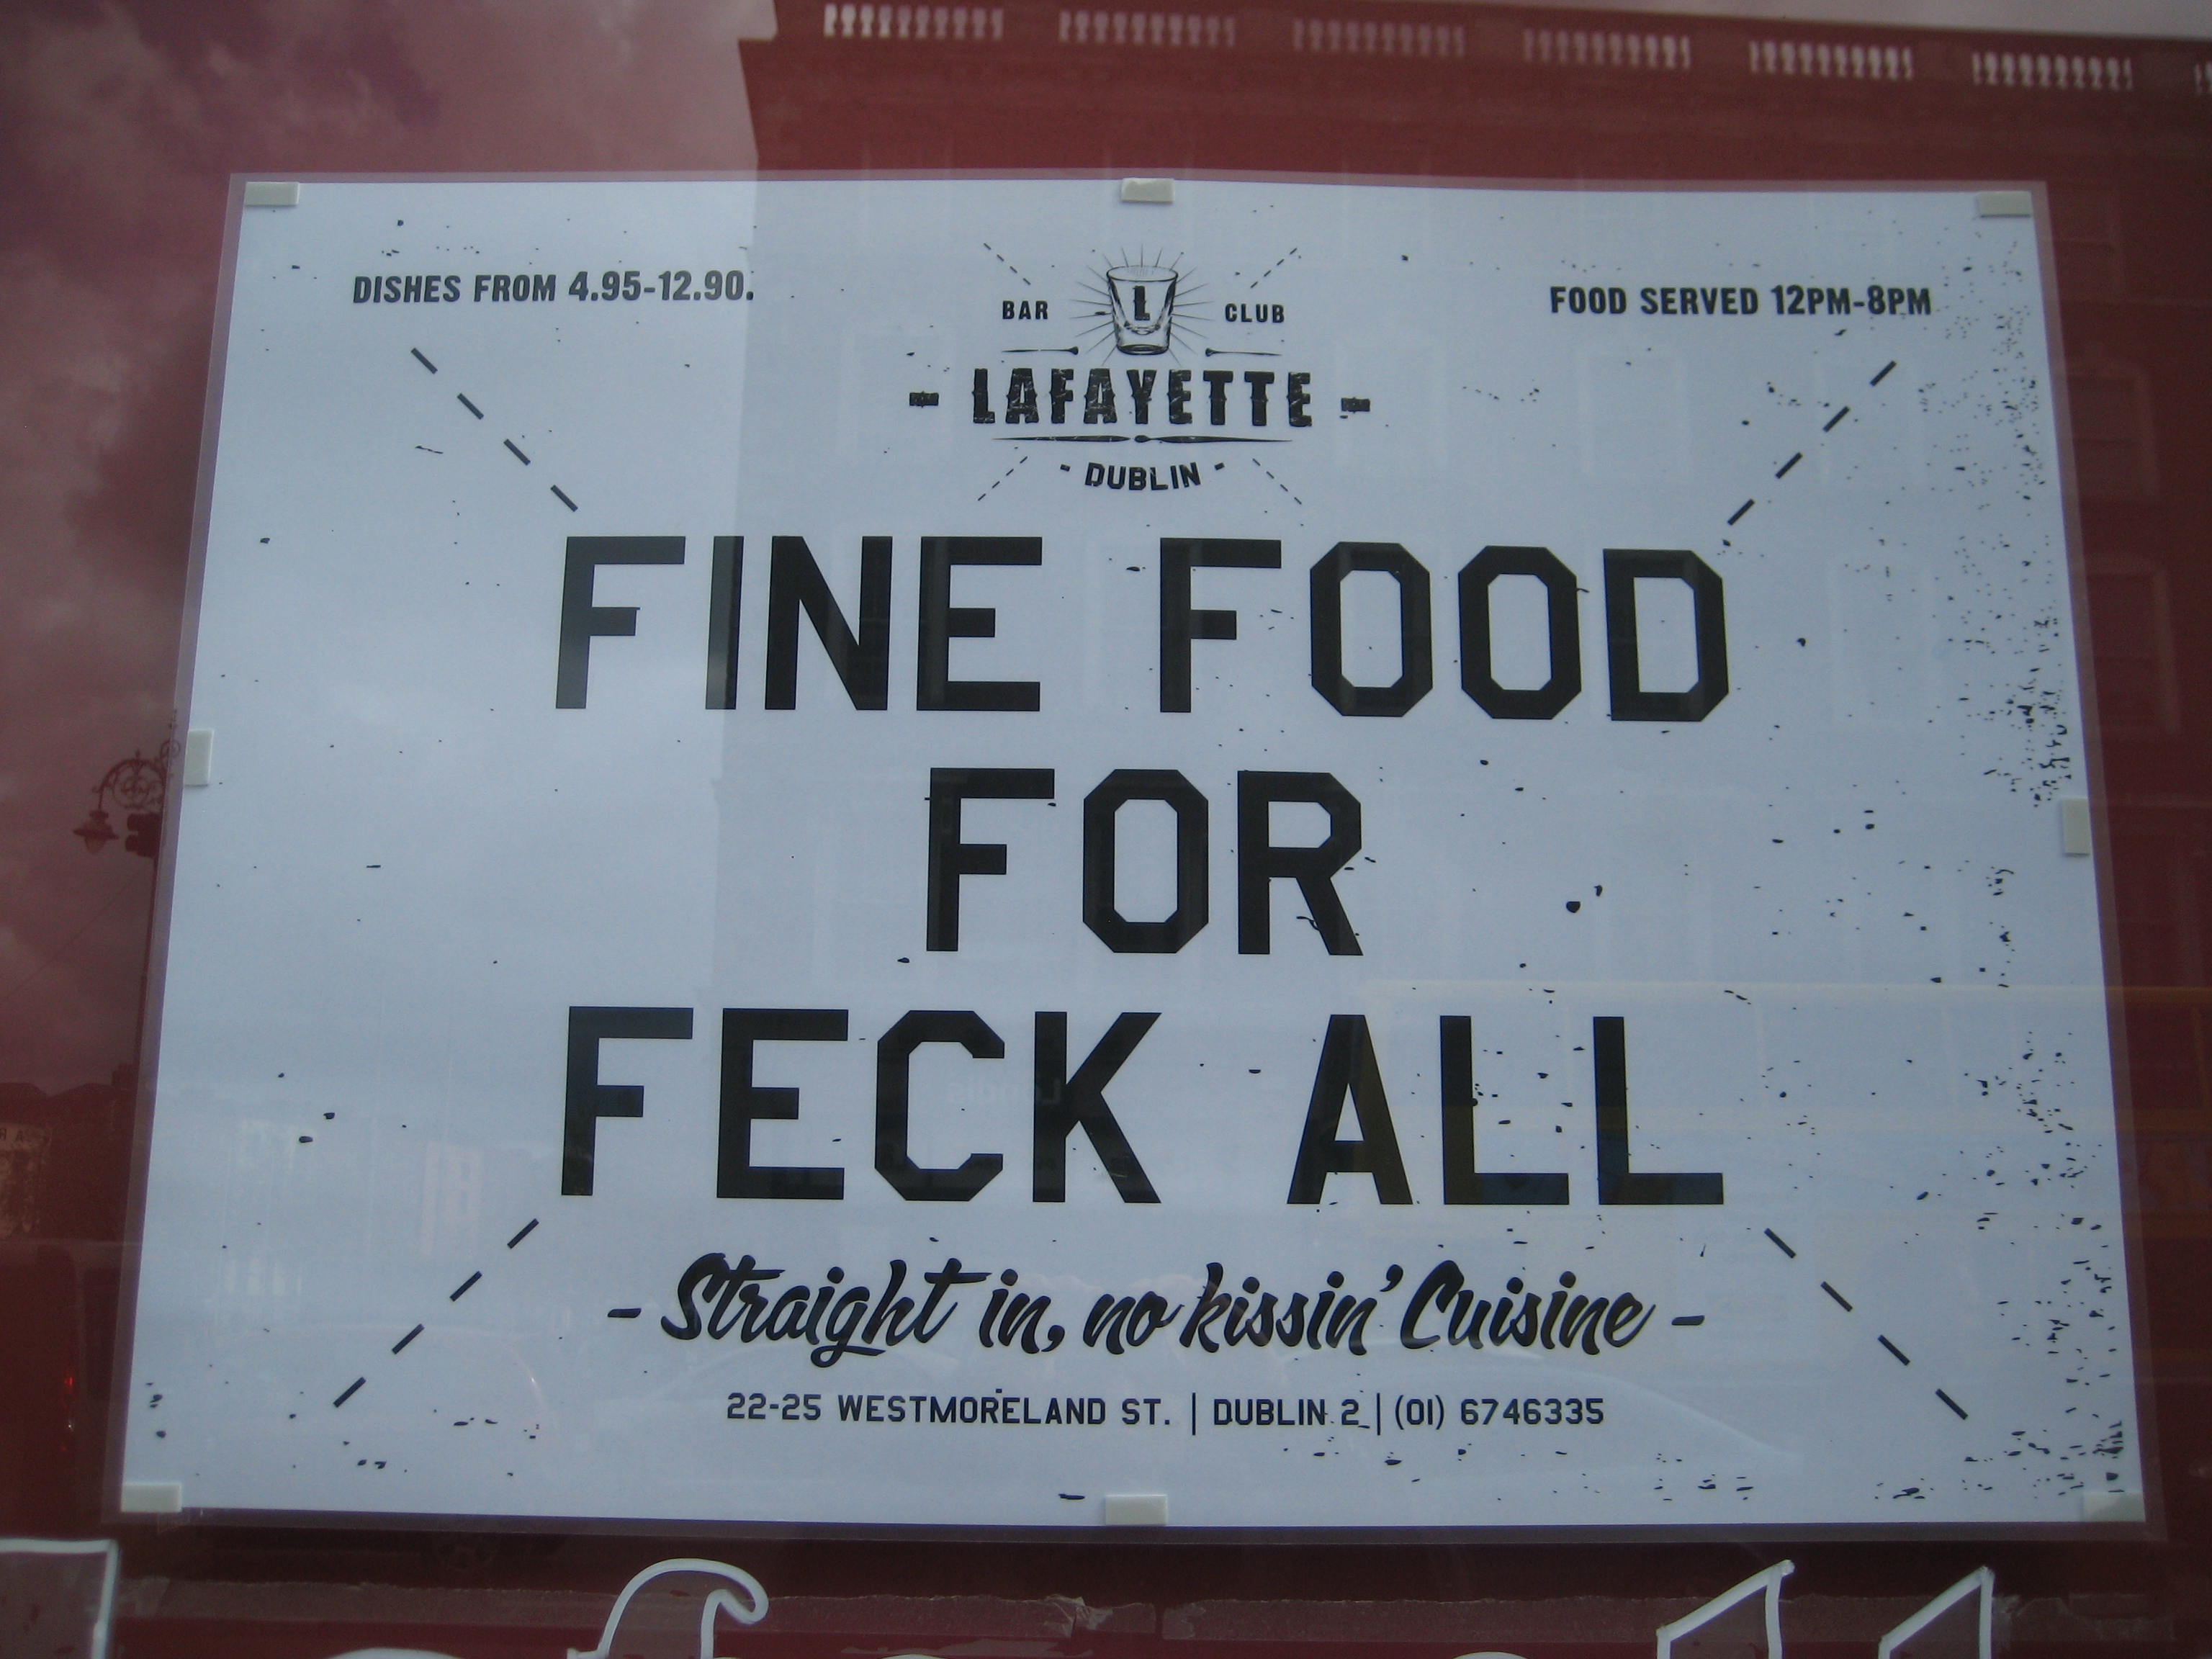 DISHES FROM 4.95-12.90.
BAR L CLUB
FOOD SERVED 12PM-8PM
- LAFAYETTE -
- DUBLIN -
FINE FOOD
FOR
FECK ALL
- Straight in, no kissin' Cuisine -
22-25 WESTMORELAND ST. | DUBLIN 2 | (01) 6746335